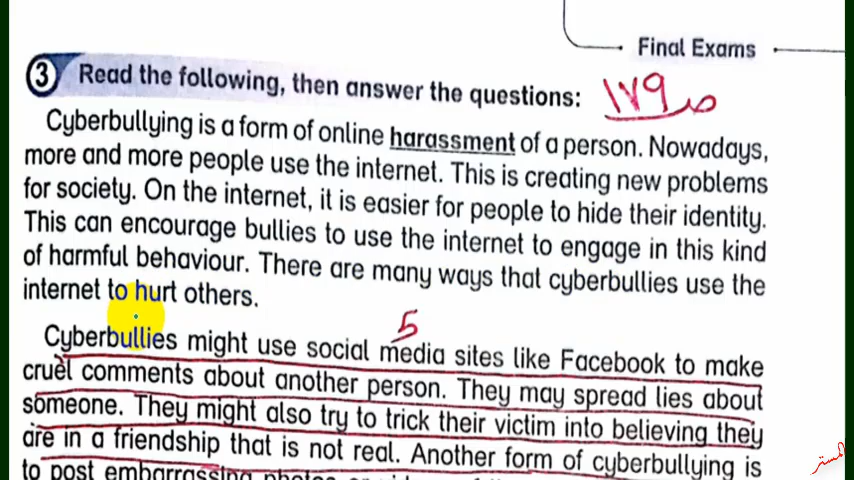 Final Exams
3 Read the following, then answer the questions: ص ١٧٩
Cyberbullying is a form of online harassment of a person. Nowadays,
more and more people use the internet. This is creating new problems
for society. On the internet, it is easier for people to hide their identity.
This can encourage bullies to use the internet to engage in this kind
of harmful behaviour. There are many ways that cyberbullies use the
internet to hurt others.
5
Cyberbullies might use social media sites like Facebook to make
cruel comments about another person. They may spread lies about
someone. They might also try to trick their victim into believing they
are in a friendship that is not real. Another form of cyberbullying is
to post embarrassing photos